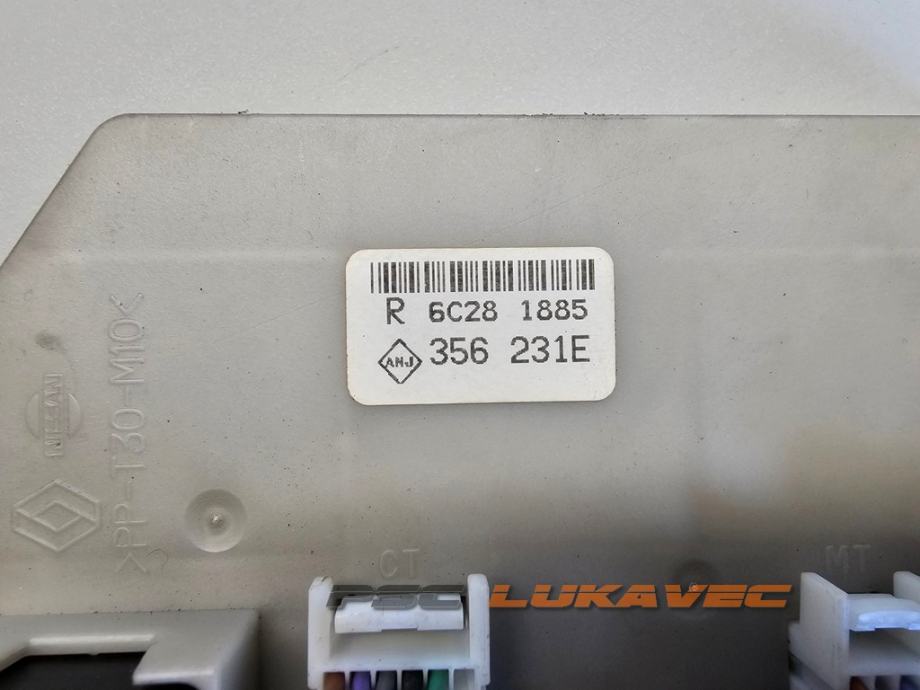 R 6C28 1885
ANJ 356 231E
NISSAN
>PP-T30-M10<
CT
MT
PSC LUKAVEC